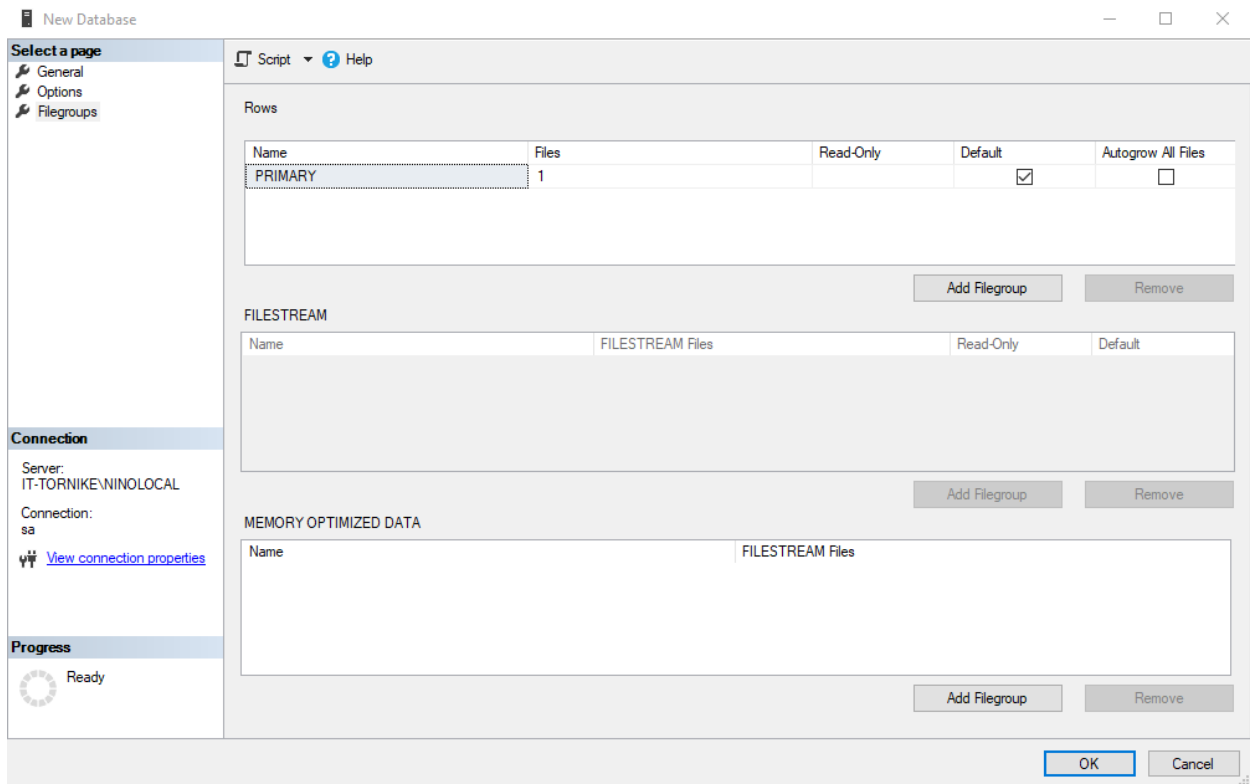 New Database
Select a page
General
Options
Filegroups
Script Help
Rows
Name Files Read-Only Default Autogrow All Files
PRIMARY 1
Add Filegroup Remove
FILESTREAM
Name FILESTREAM Files Read-Only Default
Add Filegroup Remove
MEMORY OPTIMIZED DATA
Name FILESTREAM Files
Add Filegroup Remove
Connection
Server:
IT-TORNIKE\NINOLOCAL
Connection:
sa
View connection properties
Progress
Ready
OK Cancel